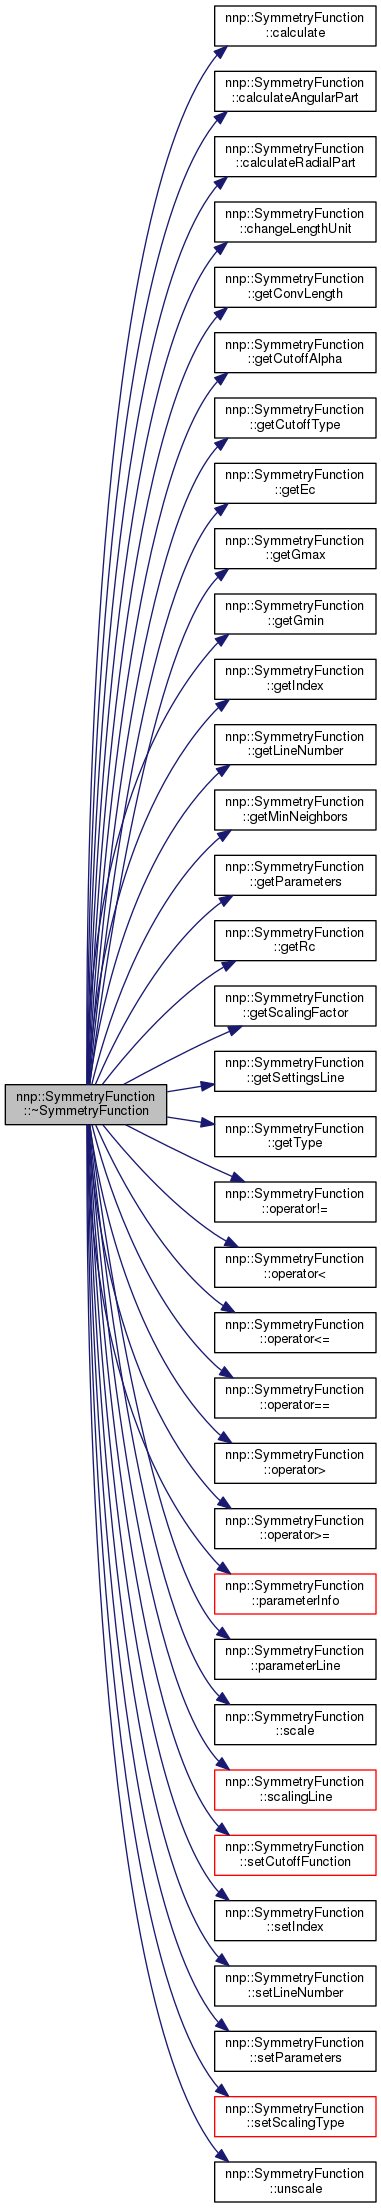 nnp::SymmetryFunction
::calculate
nnp::SymmetryFunction
::calculateAngularPart
nnp::SymmetryFunction
::calculateRadialPart
nnp::SymmetryFunction
::changeLengthUnit
nnp::SymmetryFunction
::getConvLength
nnp::SymmetryFunction
::getCutoffAlpha
nnp::SymmetryFunction
::getCutoffType
nnp::SymmetryFunction
::getEc
nnp::SymmetryFunction
::getGmax
nnp::SymmetryFunction
::getGmin
nnp::SymmetryFunction
::getIndex
nnp::SymmetryFunction
::getLineNumber
nnp::SymmetryFunction
::getMinNeighbors
nnp::SymmetryFunction
::getParameters
nnp::SymmetryFunction
::getRc
nnp::SymmetryFunction
::getScalingFactor
nnp::SymmetryFunction
::getSettingsLine
nnp::SymmetryFunction
::~SymmetryFunction
nnp::SymmetryFunction
::getType
nnp::SymmetryFunction
::operator!=
nnp::SymmetryFunction
::operator<
nnp::SymmetryFunction
::operator<=
nnp::SymmetryFunction
::operator==
nnp::SymmetryFunction
::operator>
nnp::SymmetryFunction
::operator>=
nnp::SymmetryFunction
::parameterInfo
nnp::SymmetryFunction
::parameterLine
nnp::SymmetryFunction
::scale
nnp::SymmetryFunction
::scalingLine
nnp::SymmetryFunction
::setCutoffFunction
nnp::SymmetryFunction
::setIndex
nnp::SymmetryFunction
::setLineNumber
nnp::SymmetryFunction
::setParameters
nnp::SymmetryFunction
::setScalingType
nnp::SymmetryFunction
::unscale